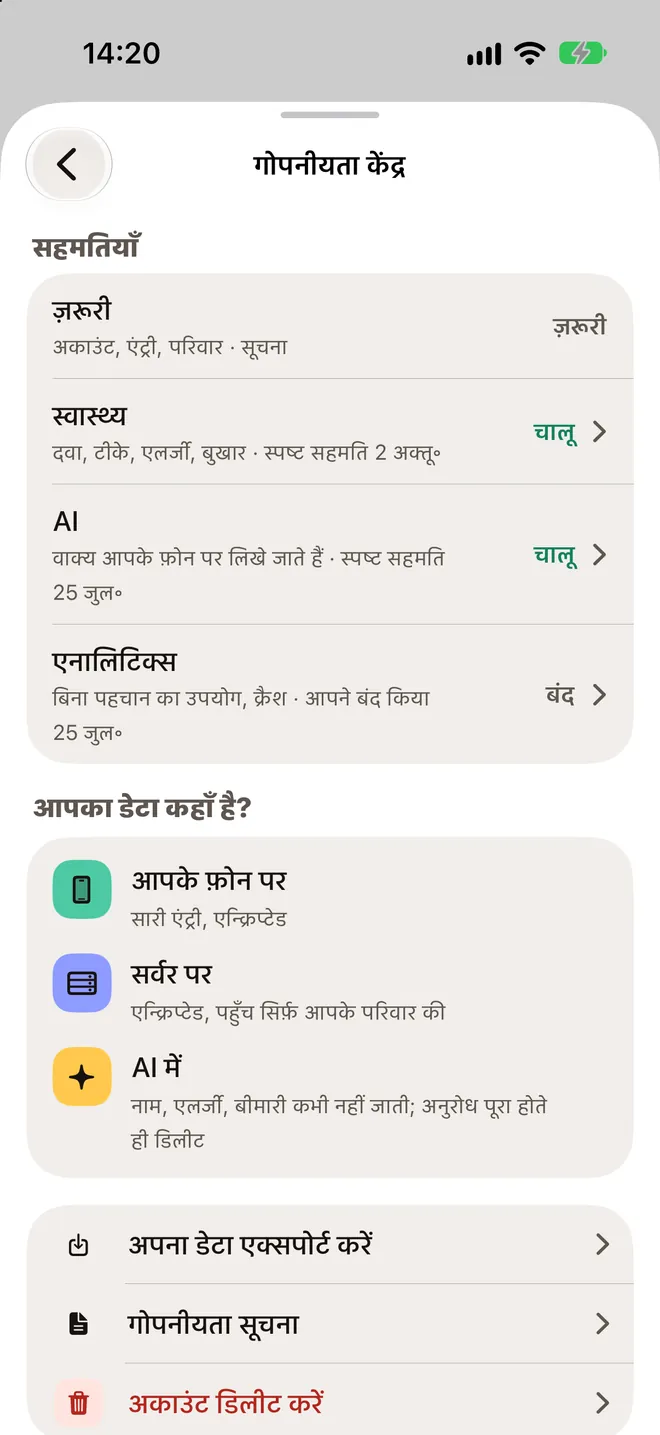 14:20
गोपनीयता केंद्र
सहमतियाँ
ज़रूरी
अकाउंट, एंट्री, परिवार · सूचना
ज़रूरी
स्वास्थ्य
दवा, टीके, एलर्जी, बुखार · स्पष्ट सहमति 2 अक्तू॰
चालू
AI
वाक्य आपके फ़ोन पर लिखे जाते हैं · स्पष्ट सहमति
25 जुल॰
चालू
एनालिटिक्स
बिना पहचान का उपयोग, क्रैश · आपने बंद किया
25 जुल॰
बंद
आपका डेटा कहाँ है?
आपके फ़ोन पर
सारी एंट्री, एन्क्रिप्टेड
सर्वर पर
एन्क्रिप्टेड, पहुँच सिर्फ़ आपके परिवार की
AI में
नाम, एलर्जी, बीमारी कभी नहीं जाती; अनुरोध पूरा होते
ही डिलीट
अपना डेटा एक्सपोर्ट करें
गोपनीयता सूचना
अकाउंट डिलीट करें